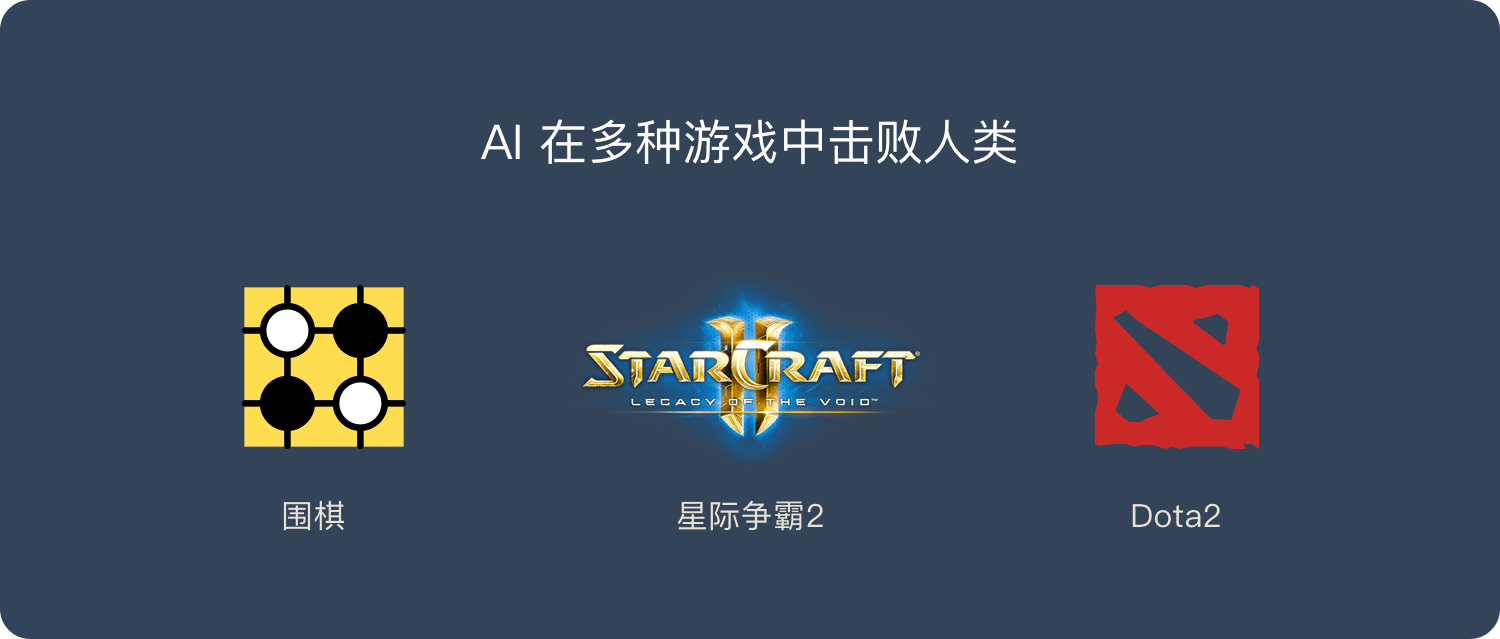 AI 在多种游戏中击败人类
STARCRAFT®
II
LEGACY OF THE VOID™
围棋
星际争霸2
Dota2